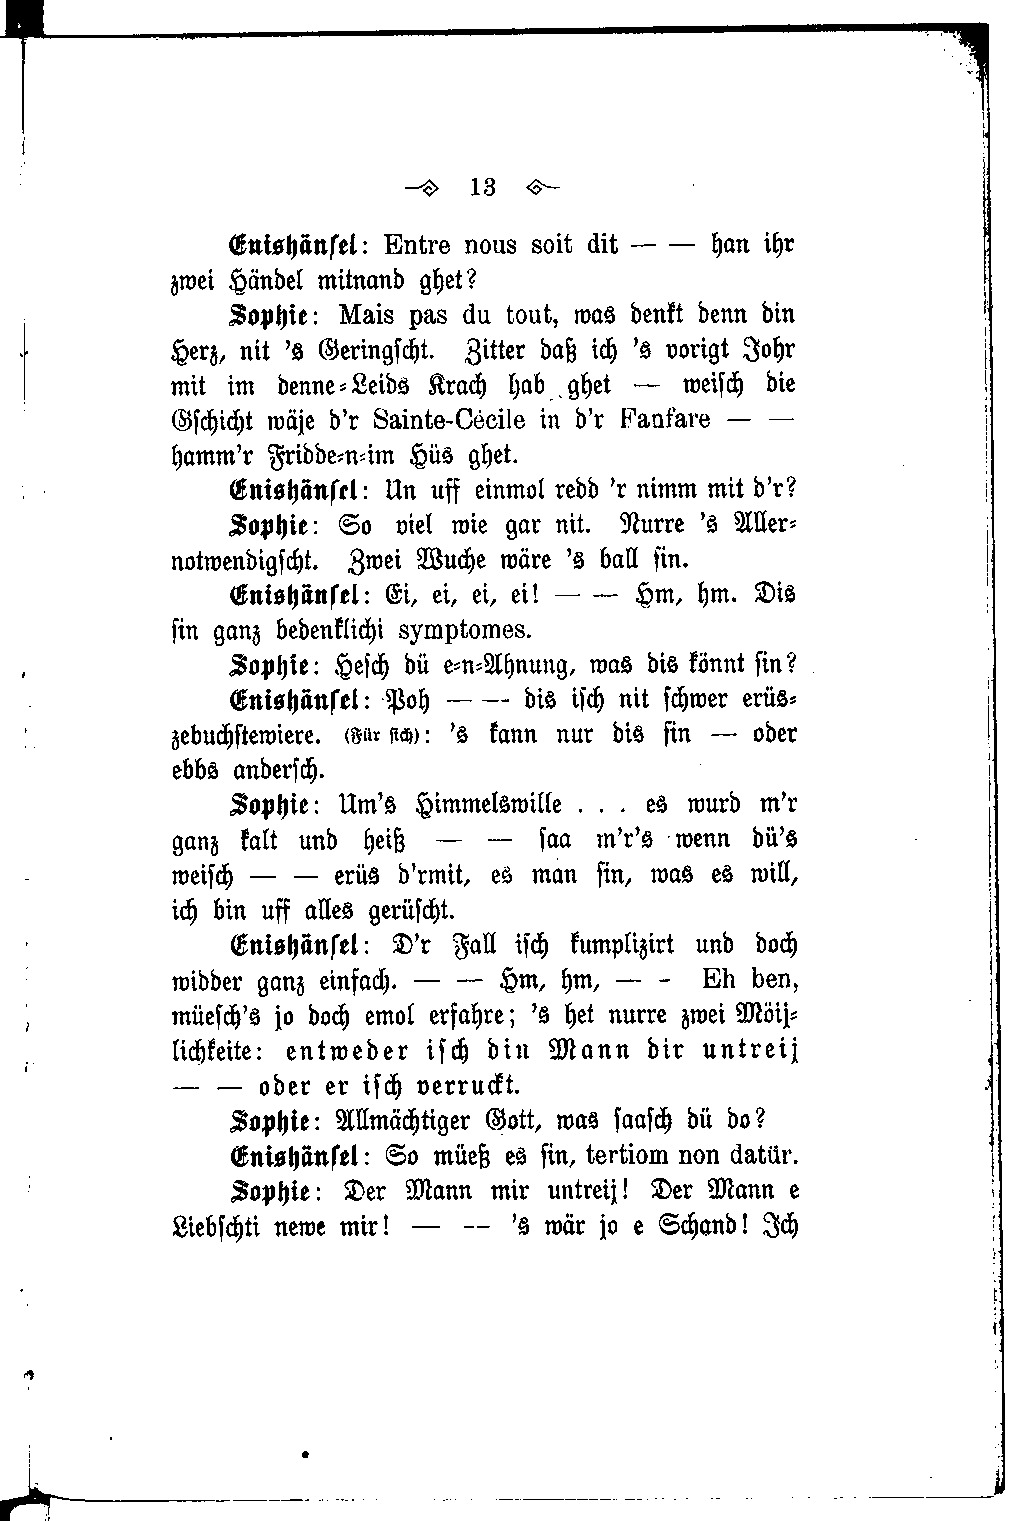 13
Enishänsel: Entre nous soit dit — — han ihr
zwei Händel mitnand ghet?
Sophie: Mais pas du tout, was denkt denn din
Herz, nit 's Geringscht. Zitter daß ich 's vorigt Johr
mit im denne-Leids Krach hab ghet — weisch die
Gschicht wäje d'r Sainte-Cécile in d'r Fanfare — —
hamm'r Fridde-n-im Hüs ghet.
Enishänsel: Un uff einmol redd 'r nimm mit d'r?
Sophie: So viel wie gar nit. Nurre 's Aller-
notwendigscht. Zwei Wuche wäre 's ball sin.
Enishänsel: Ei, ei, ei, ei! — — Hm, hm. Dis
sin ganz bedenklichi symptomes.
Sophie: Hesch dü e-n-Ahnung, was dis könnt sin?
Enishänsel: Poh — — dis isch nit schwer erüs-
zebuchstewiere. (Für sich): 's kann nur dis sin — oder
ebbs andersch.
Sophie: Um's Himmelswille . . . es wurd m'r
ganz kalt und heiß — — saa m'r's wenn dü's
weisch — — erüs d'rmit, es man sin, was es will,
ich bin uff alles gerüscht.
Enishänsel: D'r Fall isch kumplizirt und doch
widder ganz einfach. — — Hm, hm, — - Eh ben,
müesch's jo doch emol erfahre; 's het nurre zwei Möij-
lichkeite: entweder isch din Mann dir untreij
— — oder er isch verruckt.
Sophie: Allmächtiger Gott, was saasch dü do?
Enishänsel: So müeß es sin, tertiom non datür.
Sophie: Der Mann mir untreij! Der Mann e
Liebschti newe mir! — -- 's wär jo e Schand! Ich